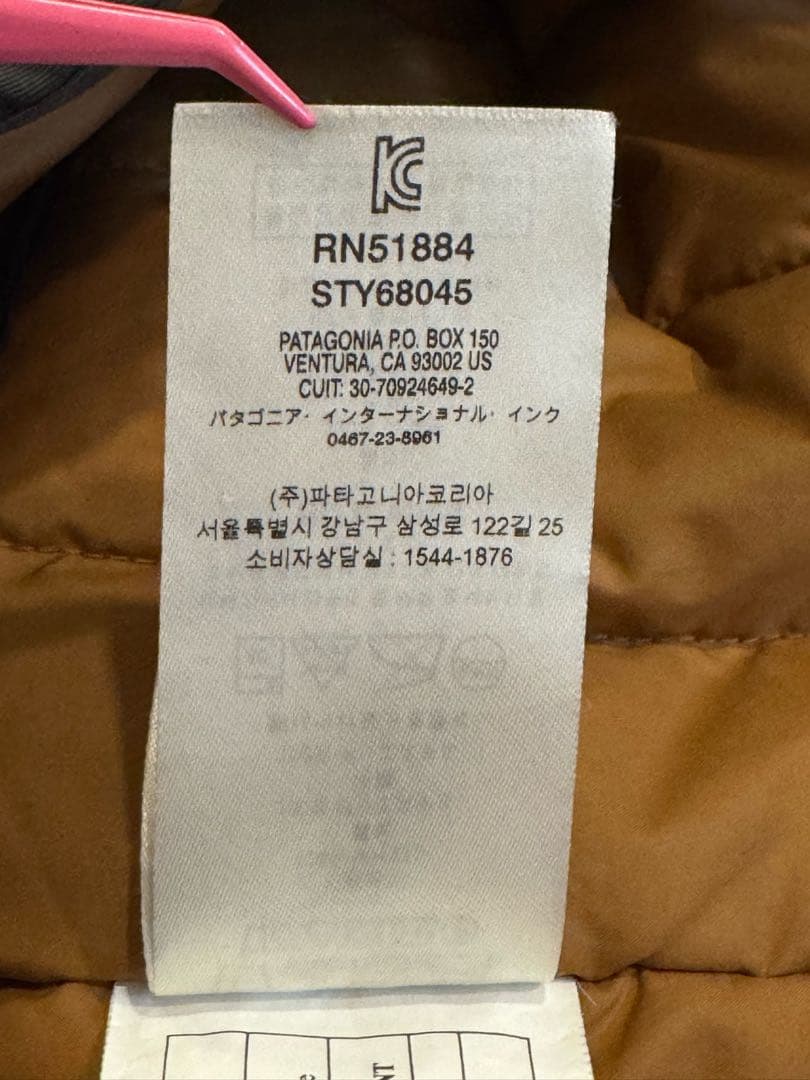 KC
RN51884
STY68045
PATAGONIA P.O. BOX 150
VENTURA, CA 93002 US
CUIT: 30-70924649-2
パタゴニア・インターナショナル・インク
0467-23-8961
(주)파타고니아코리아
서울특별시 강남구 삼성로 122길 25
소비자상담실 : 1544-1876